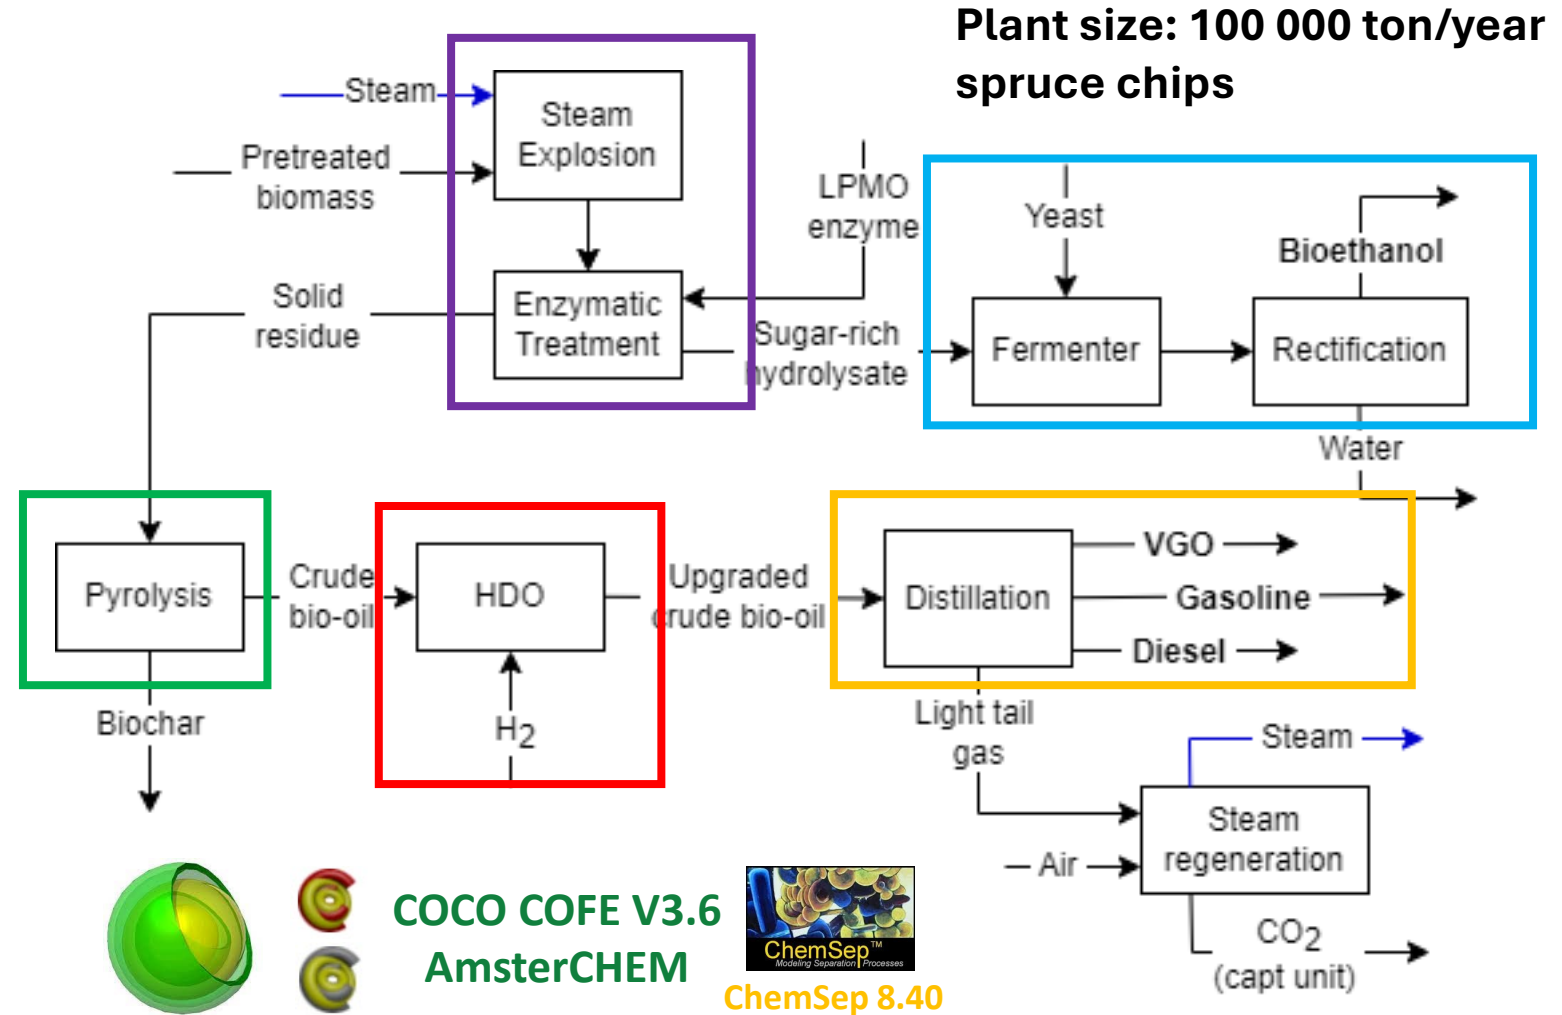 Plant size: 100 000 ton/year
spruce chips
Steam
Steam
Explosion
Pretreated
biomass
LPMO
enzyme
Yeast
Bioethanol
Solid
residue
Enzymatic
Treatment
Sugar-rich
hydrolysate
Fermenter
Rectification
Water
Pyrolysis
Crude
bio-oil
HDO
Upgraded
crude bio-oil
Distillation
VGO
Gasoline
Diesel
Biochar
H2
Light tail
gas
Steam
Steam
regeneration
Air
CO2
(capt unit)
COCO COFE V3.6
AmsterCHEM
ChemSep™
Modeling Separation Processes
ChemSep 8.40